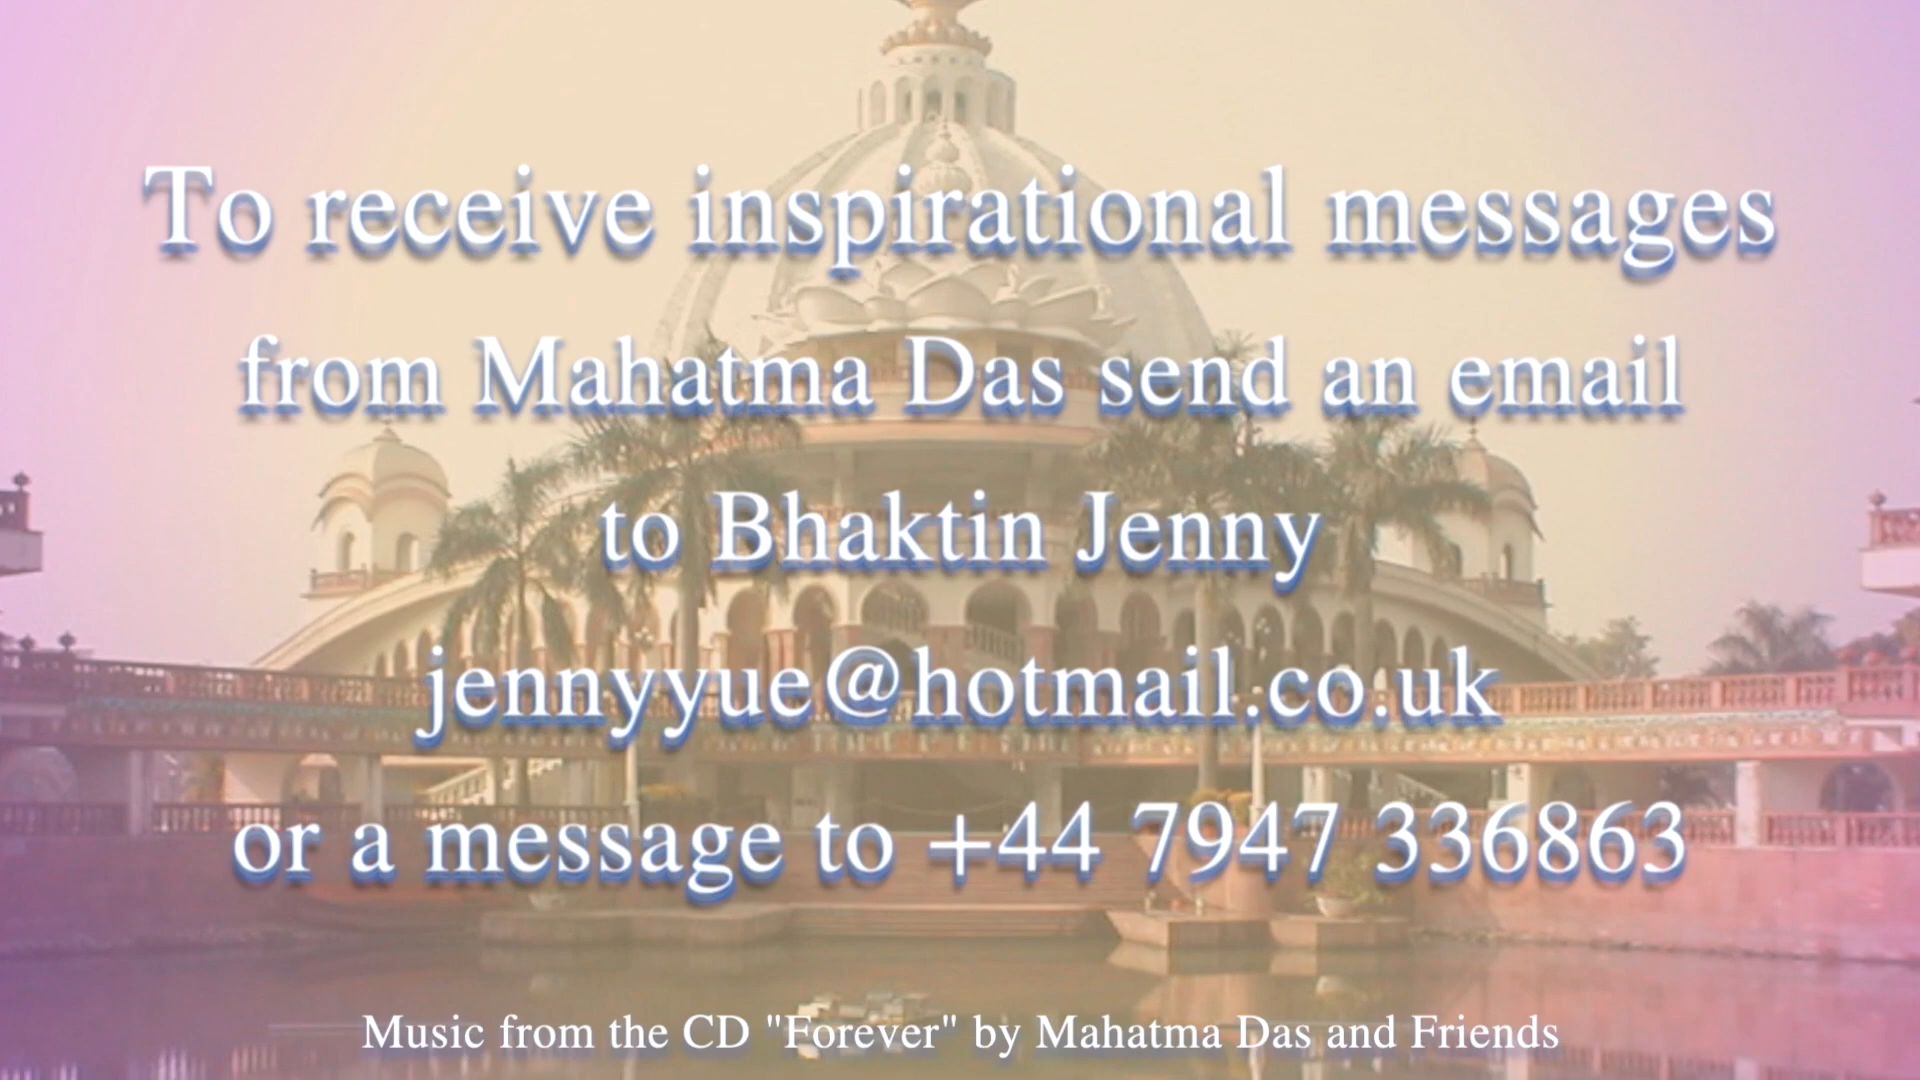 To receive inspirational messages
from Mahatma Das send an email
to Bhaktin Jenny
jennyyue@hotmail.co.uk
or a message to +44 7947 336863
Music from the CD "Forever" by Mahatma Das and Friends